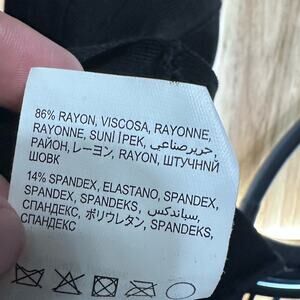 86% RAYON, VISCOSA, RAYONNE,
RAYONNE, SUNİ İPEK, حرير صناعي,
РАЙОН, レーヨン, RAYON, ШТУЧНИЙ
ШОВК
14% SPANDEX, ELASTANO, SPANDEX,
SPANDEX, SPANDEKS, سباندكس,
СПАНДЕКС, ポリウレタン, SPANDEKS,
СПАНДЕКС